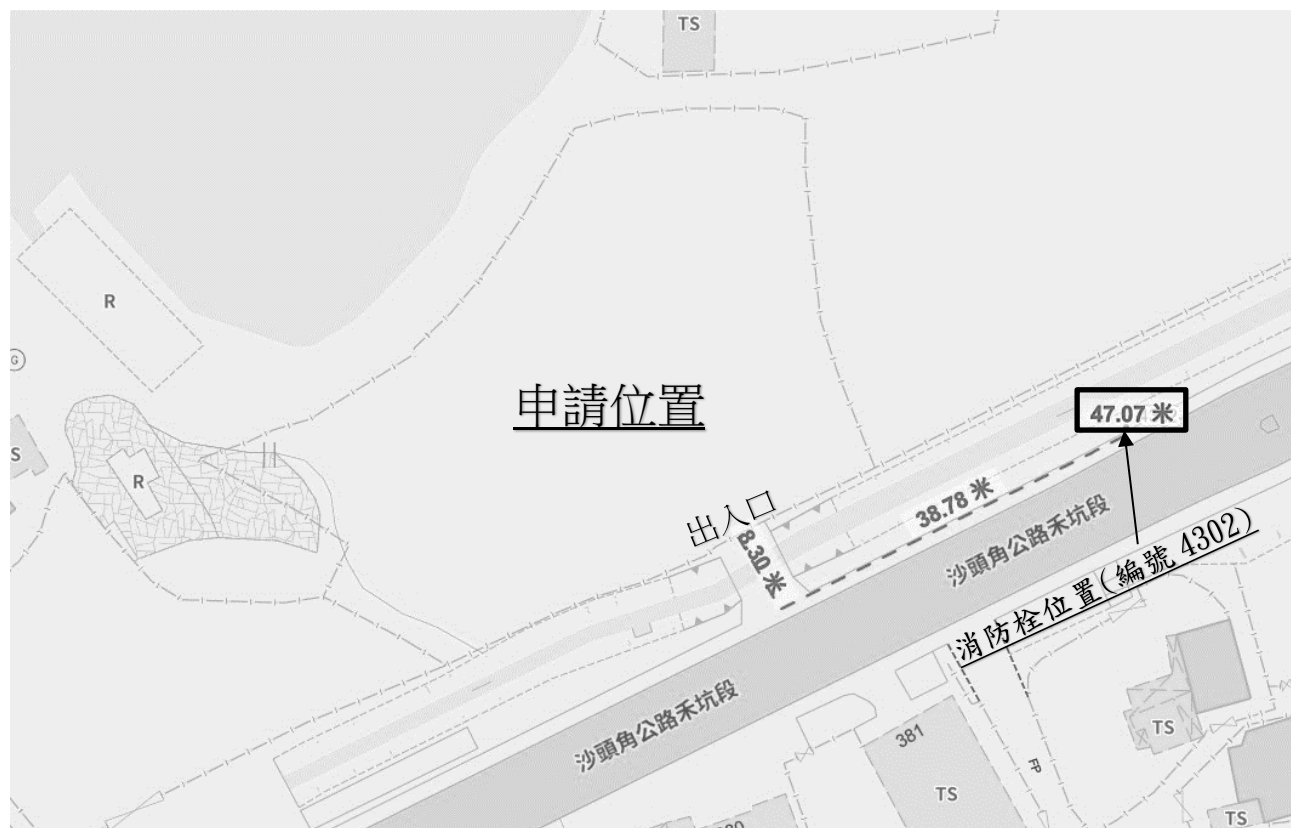 TS
R
G
申請位置
S
R
47.07 米
出入口
38.78 米
8.30 米
沙頭角公路禾坑段
消防栓位置(編號 4302)
沙頭角公路禾坑段
381
TS
FP
TS
TS